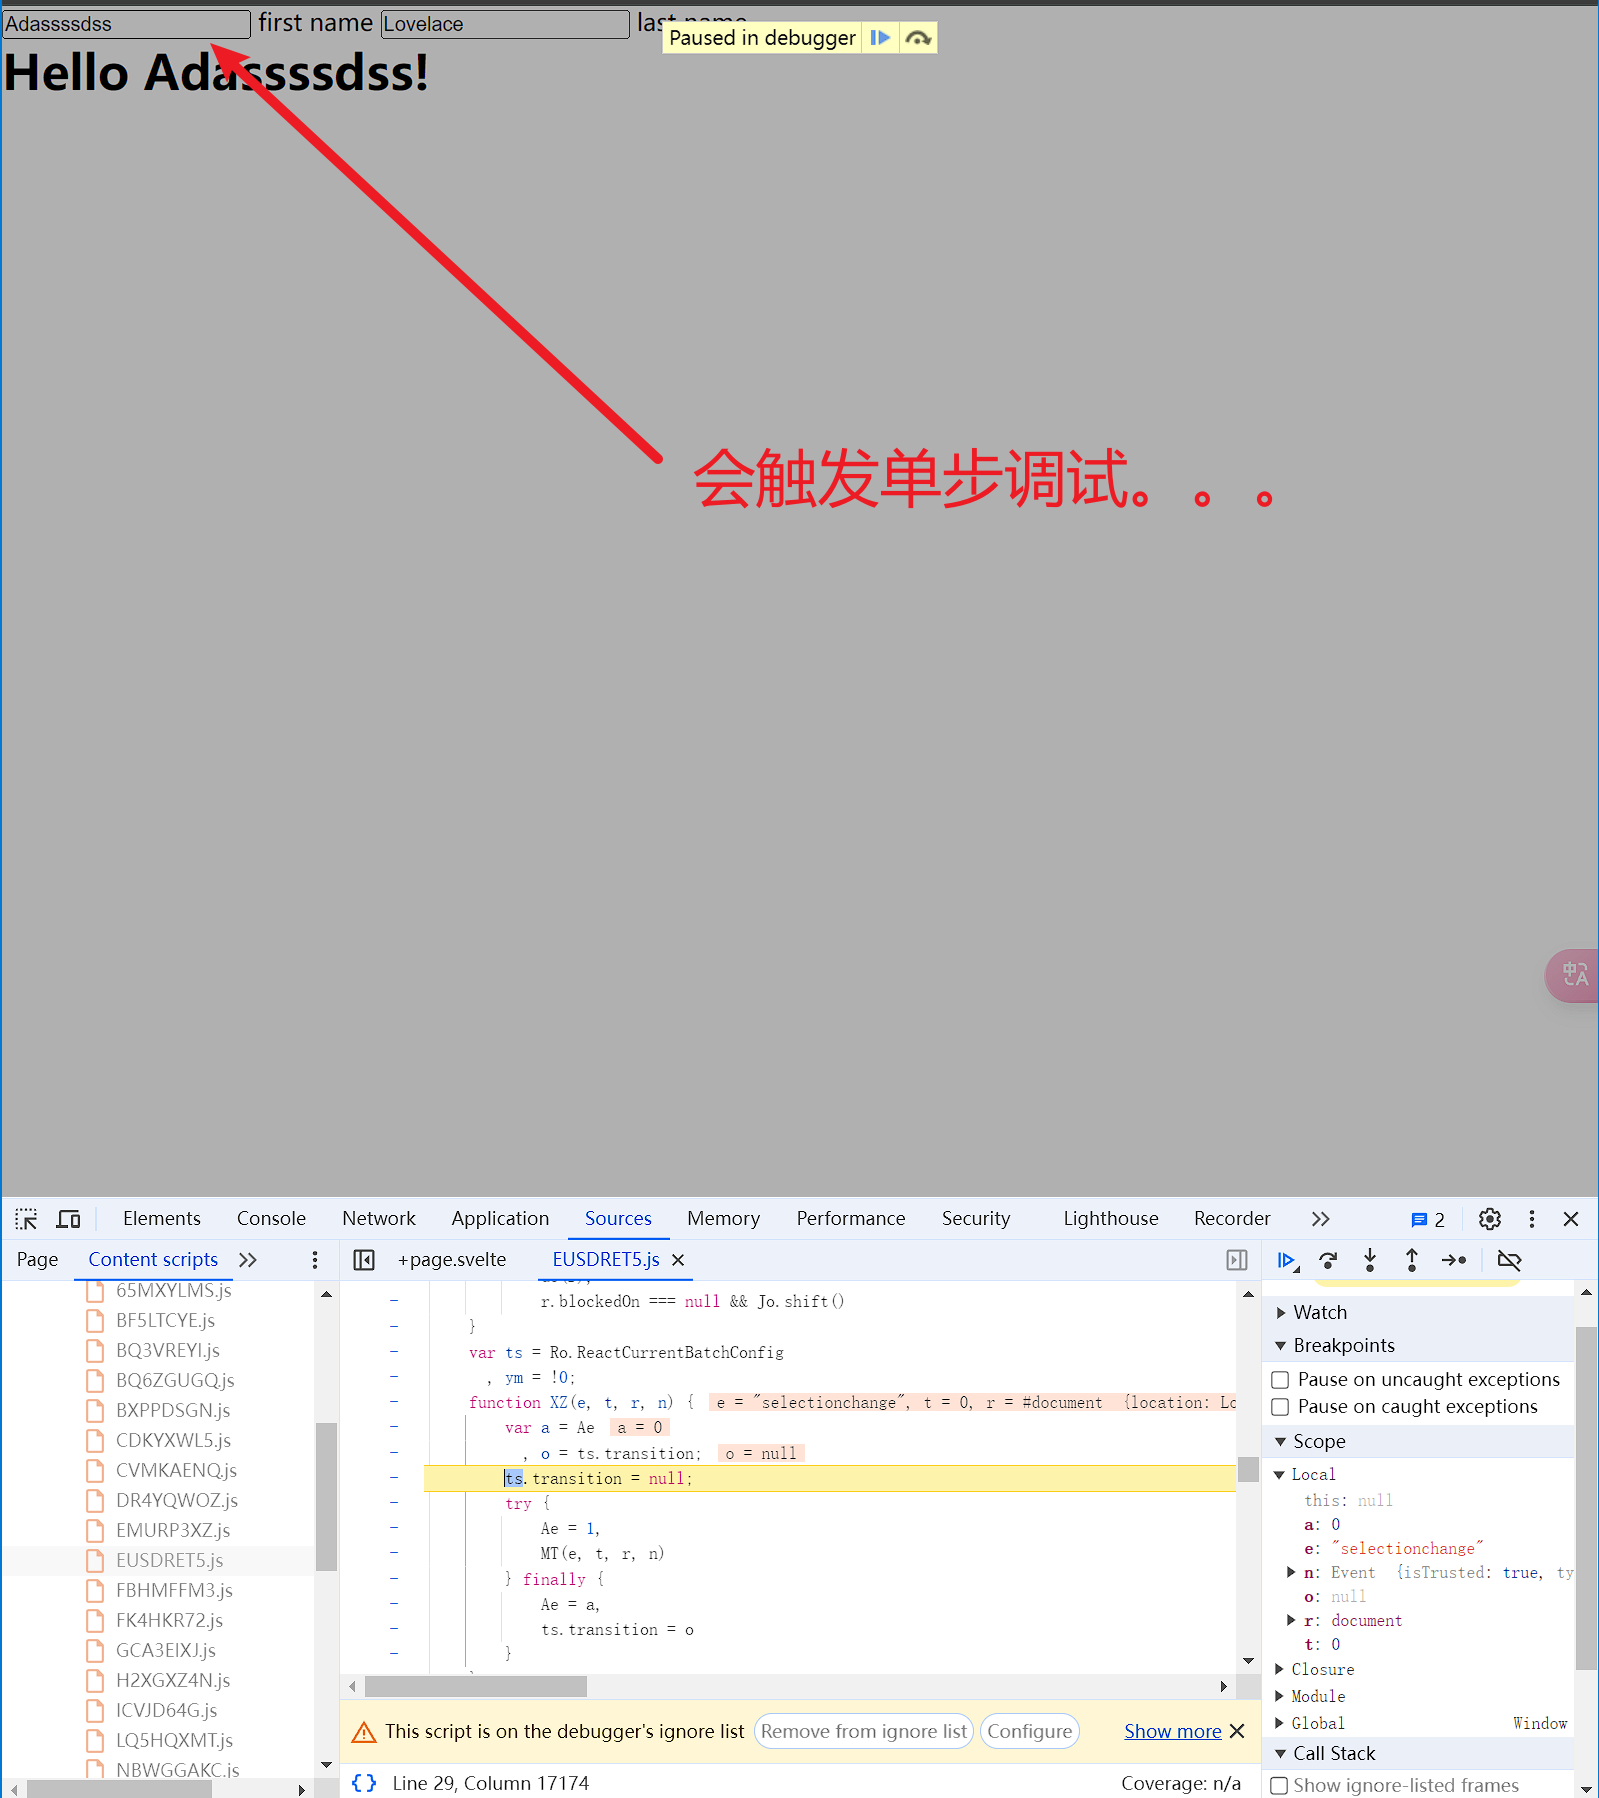 Adassssdss first name Lovelace last name
Paused in debugger
Hello Adassssdss!
会触发单步调试。。。
中A
Elements Console Network Application Sources Memory Performance Security Lighthouse Recorder 2
Page Content scripts +page.svelte EUSDRET5.js
65MXYLMS.js
BF5LTCYE.js
BQ3VREYI.js
BQ6ZGUGQ.js
BXPPDSGN.js
CDKYXWL5.js
CVMKAENQ.js
DR4YQWOZ.js
EMURP3XZ.js
EUSDRET5.js
FBHMFFM3.js
FK4HKR72.js
GCA3EIXJ.js
H2XGXZ4N.js
ICVJD64G.js
LQ5HQXMT.js
NBWGGAKC.js
r.blockedOn === null && Jo.shift()
}
var ts = Ro.ReactCurrentBatchConfig
, ym = !0;
function XZ(e, t, r, n) { e = "selectionchange", t = 0, r = #document {location: Lo
var a = Ae a = 0
, o = ts.transition; o = null
ts.transition = null;
try {
Ae = 1,
MT(e, t, r, n)
} finally {
Ae = a,
ts.transition = o
}
This script is on the debugger's ignore list Remove from ignore list Configure Show more
{} Line 29, Column 17174 Coverage: n/a
Watch
Breakpoints
Pause on uncaught exceptions
Pause on caught exceptions
Scope
Local
this: null
a: 0
e: "selectionchange"
n: Event {isTrusted: true, ty
o: null
r: document
t: 0
Closure
Module
Global Window
Call Stack
Show ignore-listed frames